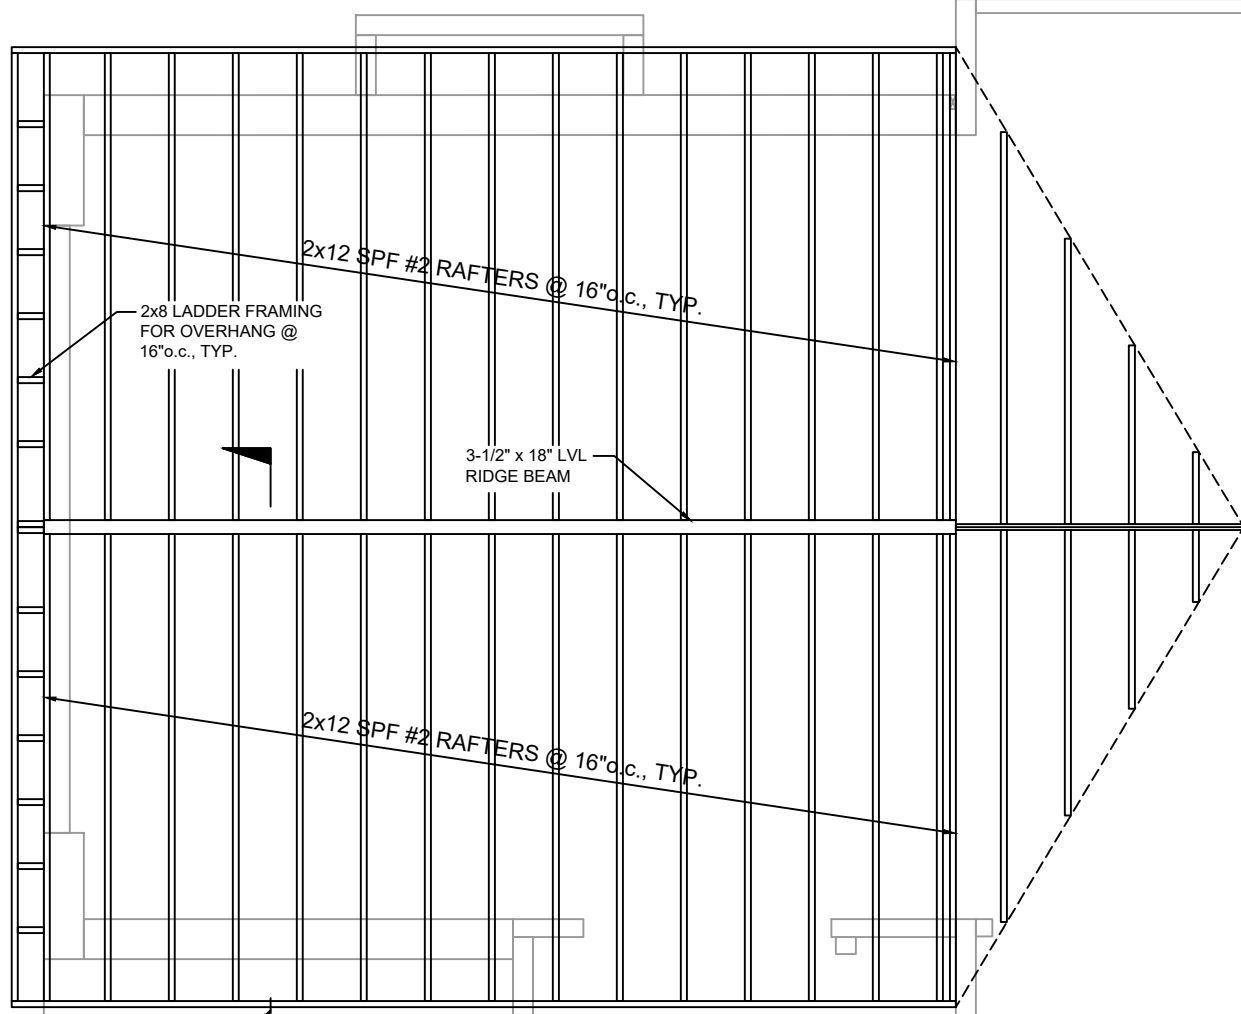 2x12 SPF #2 RAFTERS @ 16"o.c., TYP.
2x8 LADDER FRAMING
FOR OVERHANG @
16"o.c., TYP.
3-1/2" x 18" LVL
RIDGE BEAM
2x12 SPF #2 RAFTERS @ 16"o.c., TYP.